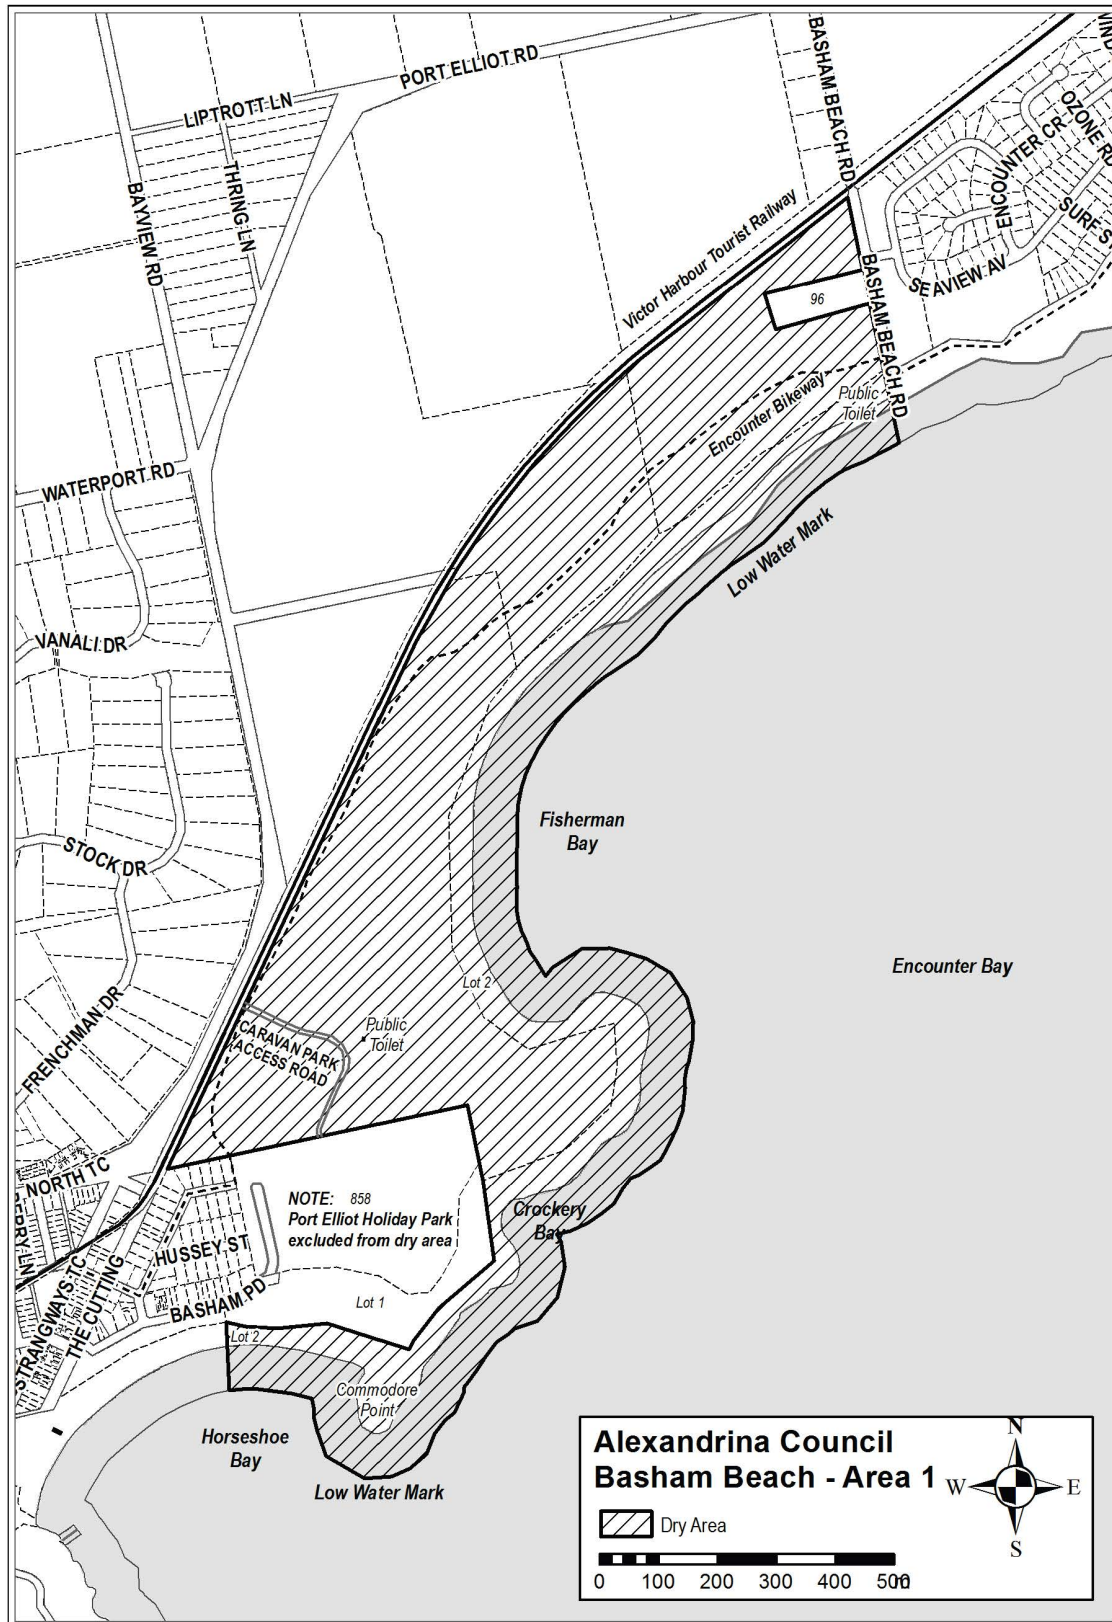 PORT ELLIOT RD
BASHAM BEACH RD
LIPTROTT LN
THRING LN
BAYVIEW RD
OZONE RD
ENCOUNTER CR
SURF S
SEAVIEW AV
Victor Harbour Tourist Railway
BASHAM BEACH RD
96
Encounter Bikeway
Public
Toilet
WATERPORT RD
Low Water Mark
VANALI DR
Fisherman
Bay
STOCK DR
Encounter Bay
Lot 2
FRENCHMAN DR
CARAVAN PARK
ACCESS ROAD
Public
Toilet
NORTH TC
NOTE: 858
Port Elliot Holiday Park
excluded from dry area
Crockery
Bay
HUSSEY ST
STRANGWAYS TC
THE CUTTING
BASHAM PD
Lot 1
Lot 2
Commodore
Point
Horseshoe
Bay
Low Water Mark
Alexandrina Council
Basham Beach - Area 1
N
W E
S
Dry Area
0 100 200 300 400 500
m